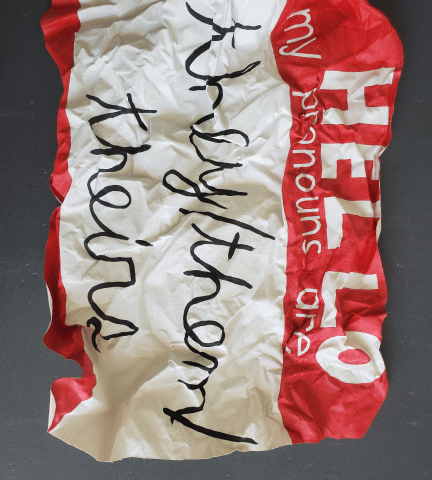 HELLO
my pronouns are
they/them/
theirs